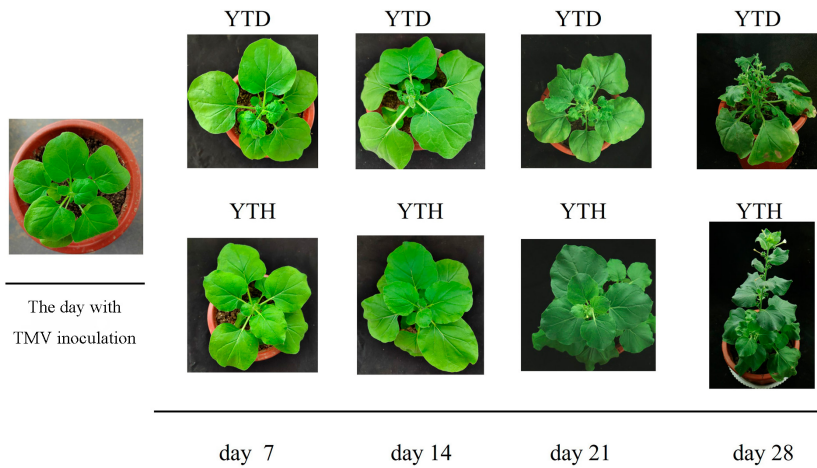 YTD YTD YTD YTD
YTH YTH YTH YTH
The day with
TMV inoculation
day 7 day 14 day 21 day 28